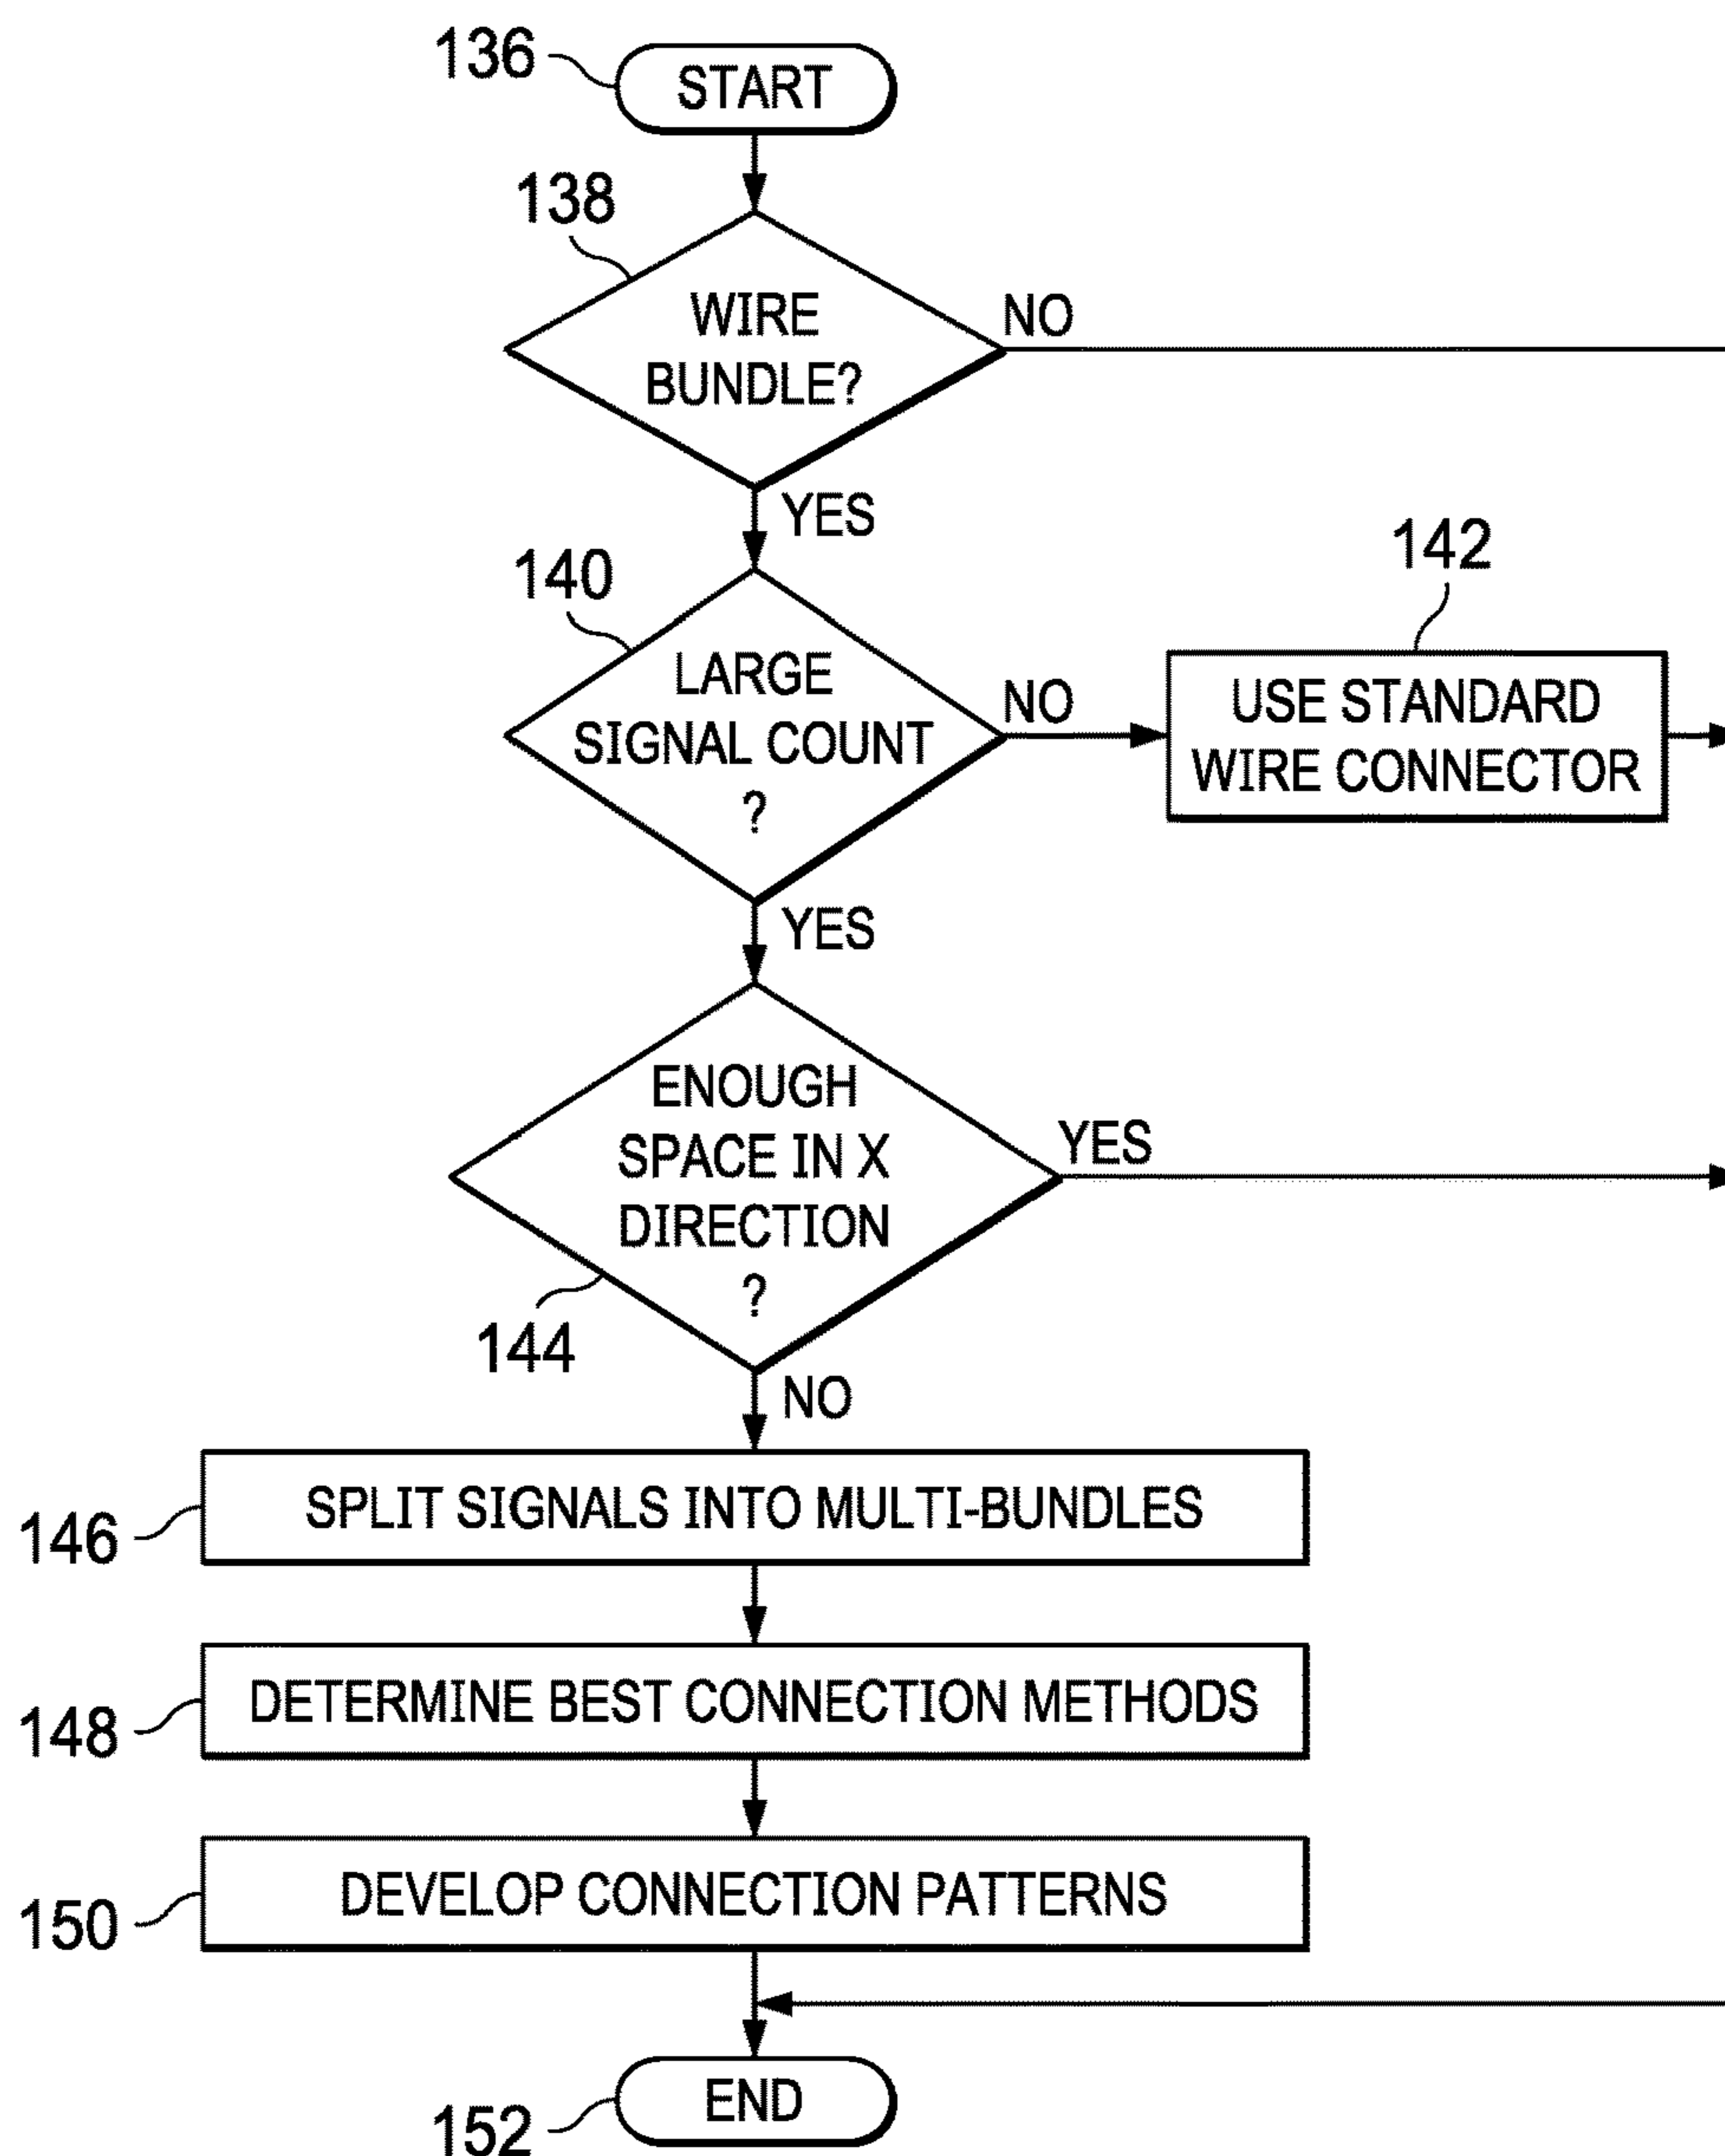 136
START
138
WIRE
BUNDLE?
NO
YES
140
LARGE
SIGNAL COUNT
?
NO
142
USE STANDARD
WIRE CONNECTOR
YES
ENOUGH
SPACE IN X
DIRECTION
?
YES
144
NO
146
SPLIT SIGNALS INTO MULTI-BUNDLES
148
DETERMINE BEST CONNECTION METHODS
150
DEVELOP CONNECTION PATTERNS
152
END